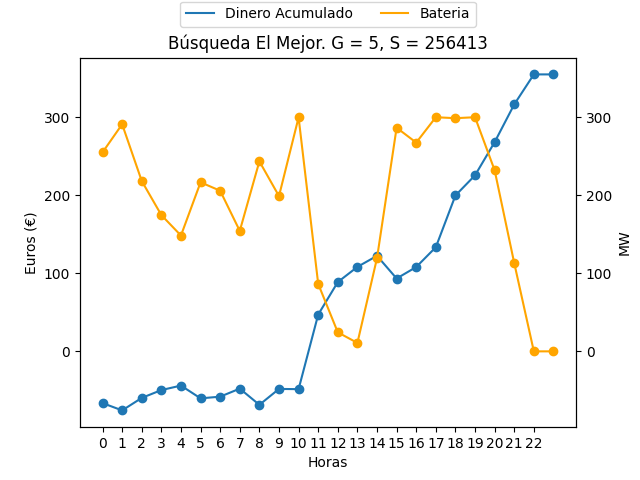 Dinero Acumulado Bateria
Búsqueda El Mejor. G = 5, S = 256413
300 300
200 200
100 100
0 0
Euros (€)
MW
0 1 2 3 4 5 6 7 8 9 10 11 12 13 14 15 16 17 18 19 20 21 22
Horas